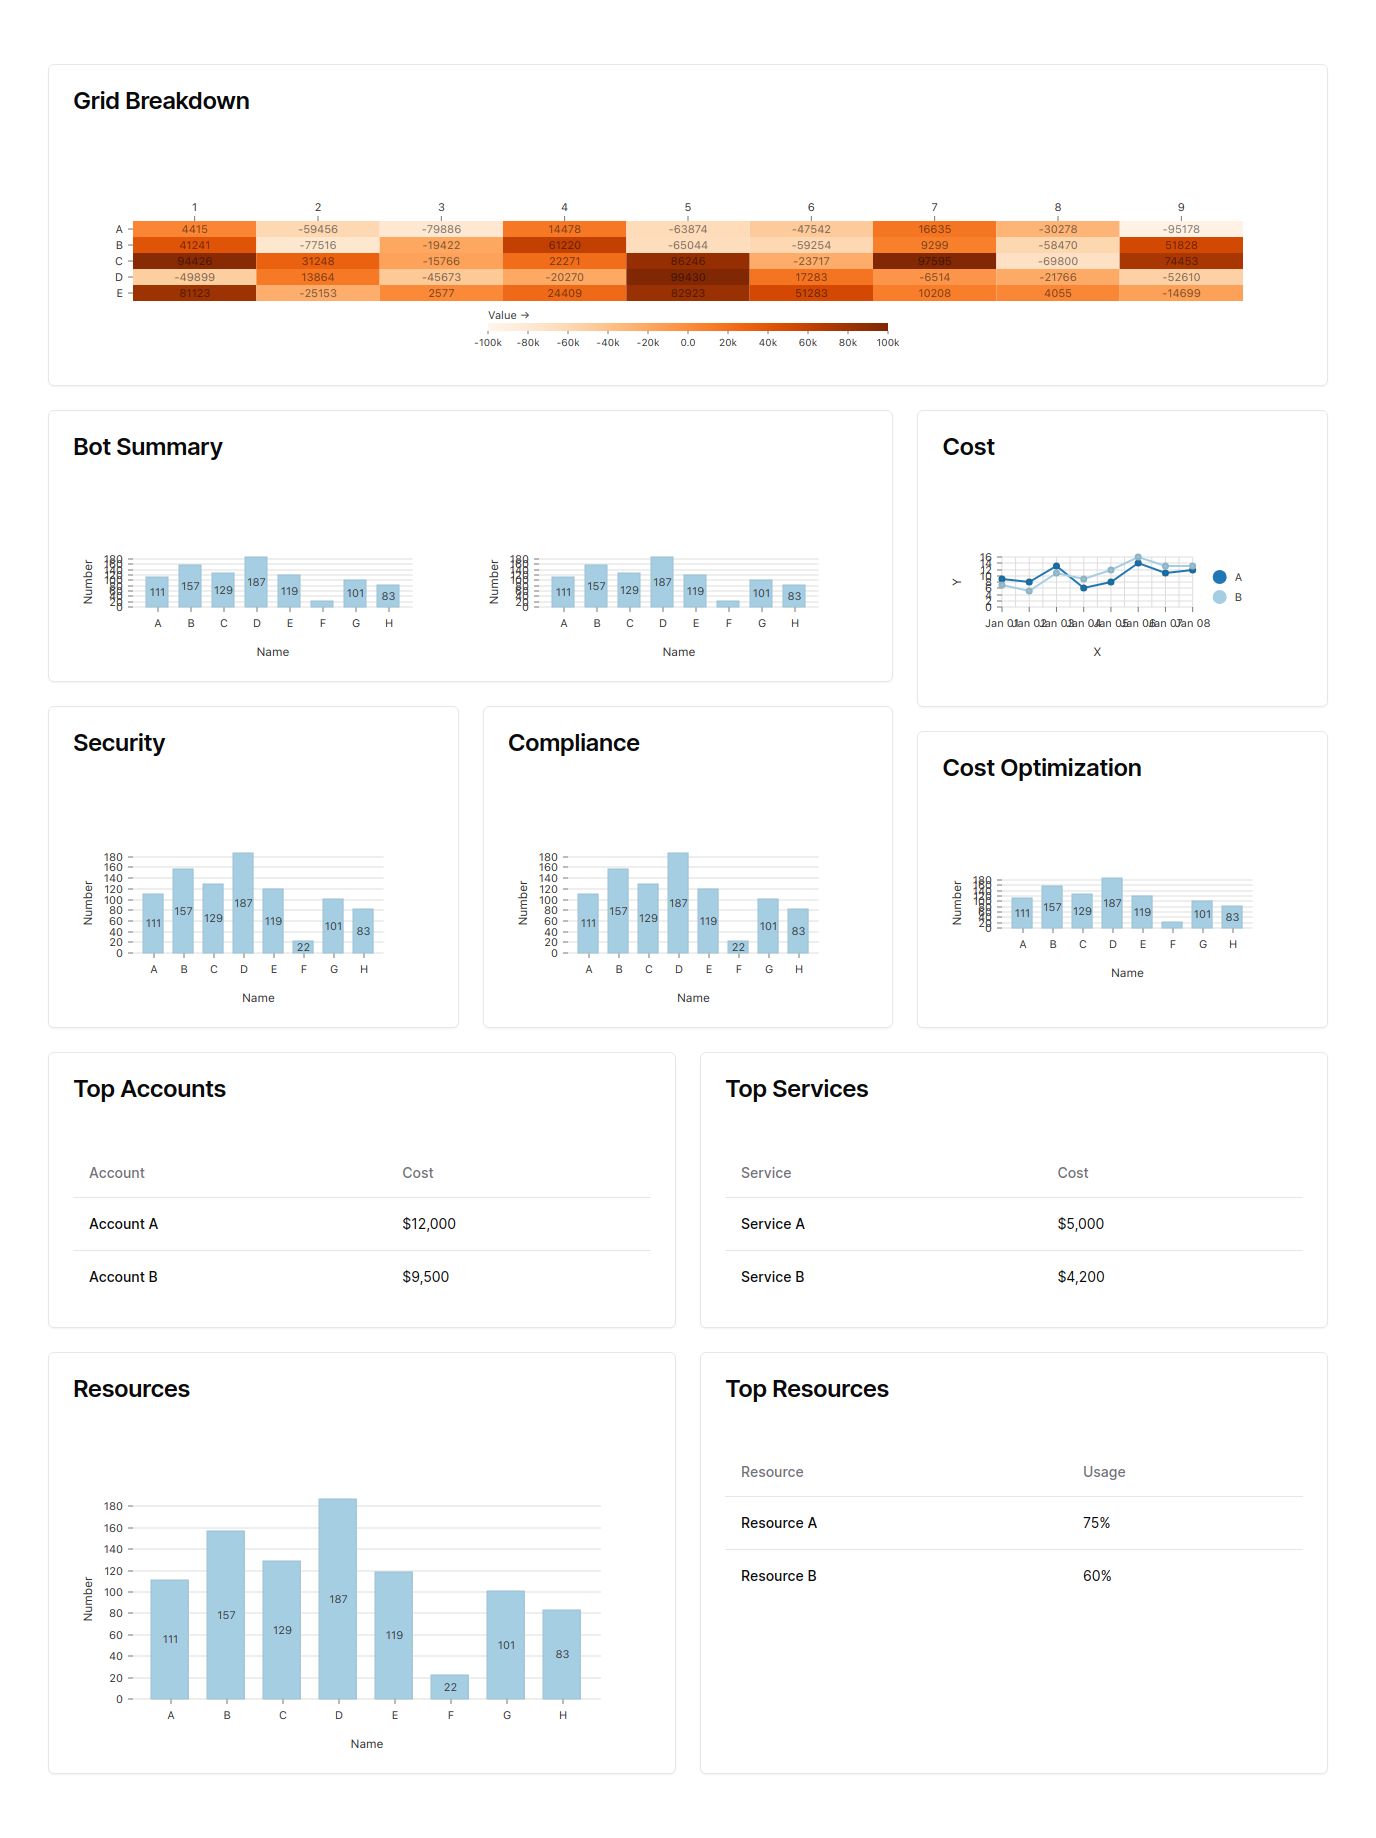 Grid Breakdown
1 2 3 4 5 6 7 8 9
A 4415 -59456 -79886 14478 -63874 -47542 16635 -30278 -95178
B 41241 -77516 -19422 61220 -65044 -59254 9299 -58470 51828
C 94426 31248 -15766 22271 86246 -23717 97595 -69800 74453
D -49899 13864 -45673 -20270 99430 17283 -6514 -21766 -52610
E 81123 -25153 2577 24409 82923 51283 10208 4055 -14699
Value →
-100k -80k -60k -40k -20k 0.0 20k 40k 60k 80k 100k
Bot Summary
Number
180
160
140
120
100
80
60
40
20
0
111 157 129 187 119 101 83
A B C D E F G H
Name
Number
180
160
140
120
100
80
60
40
20
0
111 157 129 187 119 101 83
A B C D E F G H
Name
Cost
Y
16
14
12
10
8
6
4
2
0
Jan 01 Jan 02 Jan 03 Jan 04 Jan 05 Jan 06 Jan 07 Jan 08
X
A
B
Security
Number
180
160
140
120
100
80
60
40
20
0
111 157 129 187 119 22 101 83
A B C D E F G H
Name
Compliance
Number
180
160
140
120
100
80
60
40
20
0
111 157 129 187 119 22 101 83
A B C D E F G H
Name
Cost Optimization
Number
180
160
140
120
100
80
60
40
20
0
111 157 129 187 119 101 83
A B C D E F G H
Name
Top Accounts
Account Cost
Account A $12,000
Account B $9,500
Top Services
Service Cost
Service A $5,000
Service B $4,200
Resources
Number
180
160
140
120
100
80
60
40
20
0
111 157 129 187 119 22 101 83
A B C D E F G H
Name
Top Resources
Resource Usage
Resource A 75%
Resource B 60%